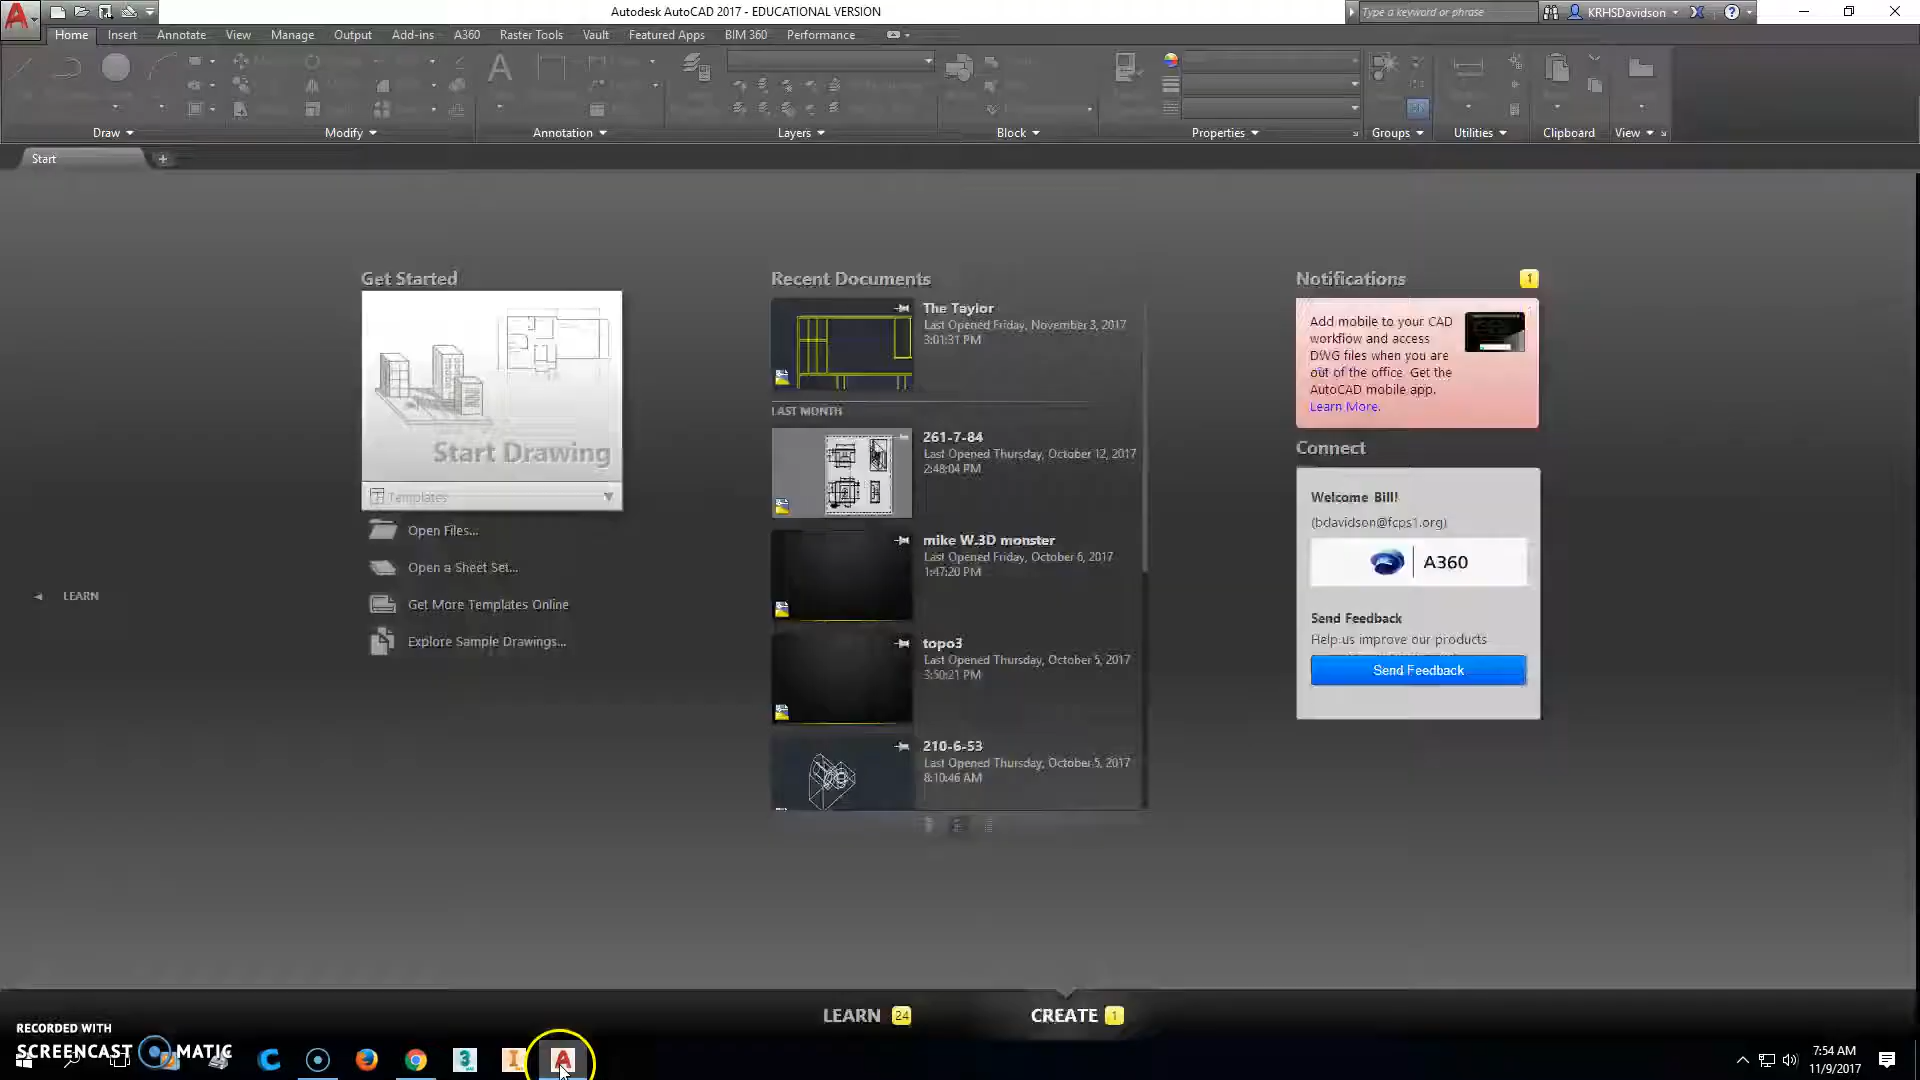 Autodesk AutoCAD 2017 - EDUCATIONAL VERSION
Type a keyword or phrase
KRHSDavidson
Home Insert Annotate View Manage Output Add-ins A360 Raster Tools Vault Featured Apps BIM 360 Performance
Draw Modify Annotation Layers Block Properties Groups Utilities Clipboard View
Start
Get Started
Start Drawing
Templates
Open Files...
Open a Sheet Set...
Get More Templates Online
Explore Sample Drawings...
LEARN
Recent Documents
The Taylor
Last Opened Friday, November 3, 2017
3:01:31 PM
LAST MONTH
261-7-84
Last Opened Thursday, October 12, 2017
2:48:04 PM
mike W.3D monster
Last Opened Friday, October 6, 2017
1:47:20 PM
topo3
Last Opened Thursday, October 5, 2017
3:50:21 PM
210-6-53
Last Opened Thursday, October 5, 2017
8:10:46 AM
Notifications 1
Add mobile to your CAD
workflow and access
DWG files when you are
out of the office. Get the
AutoCAD mobile app.
Learn More.
Connect
Welcome Bill!
(bdavidson@fcps1.org)
A360
Send Feedback
Help us improve our products
Send Feedback
LEARN 24 CREATE 1
RECORDED WITH
SCREENCAST MATIC
7:54 AM
11/9/2017